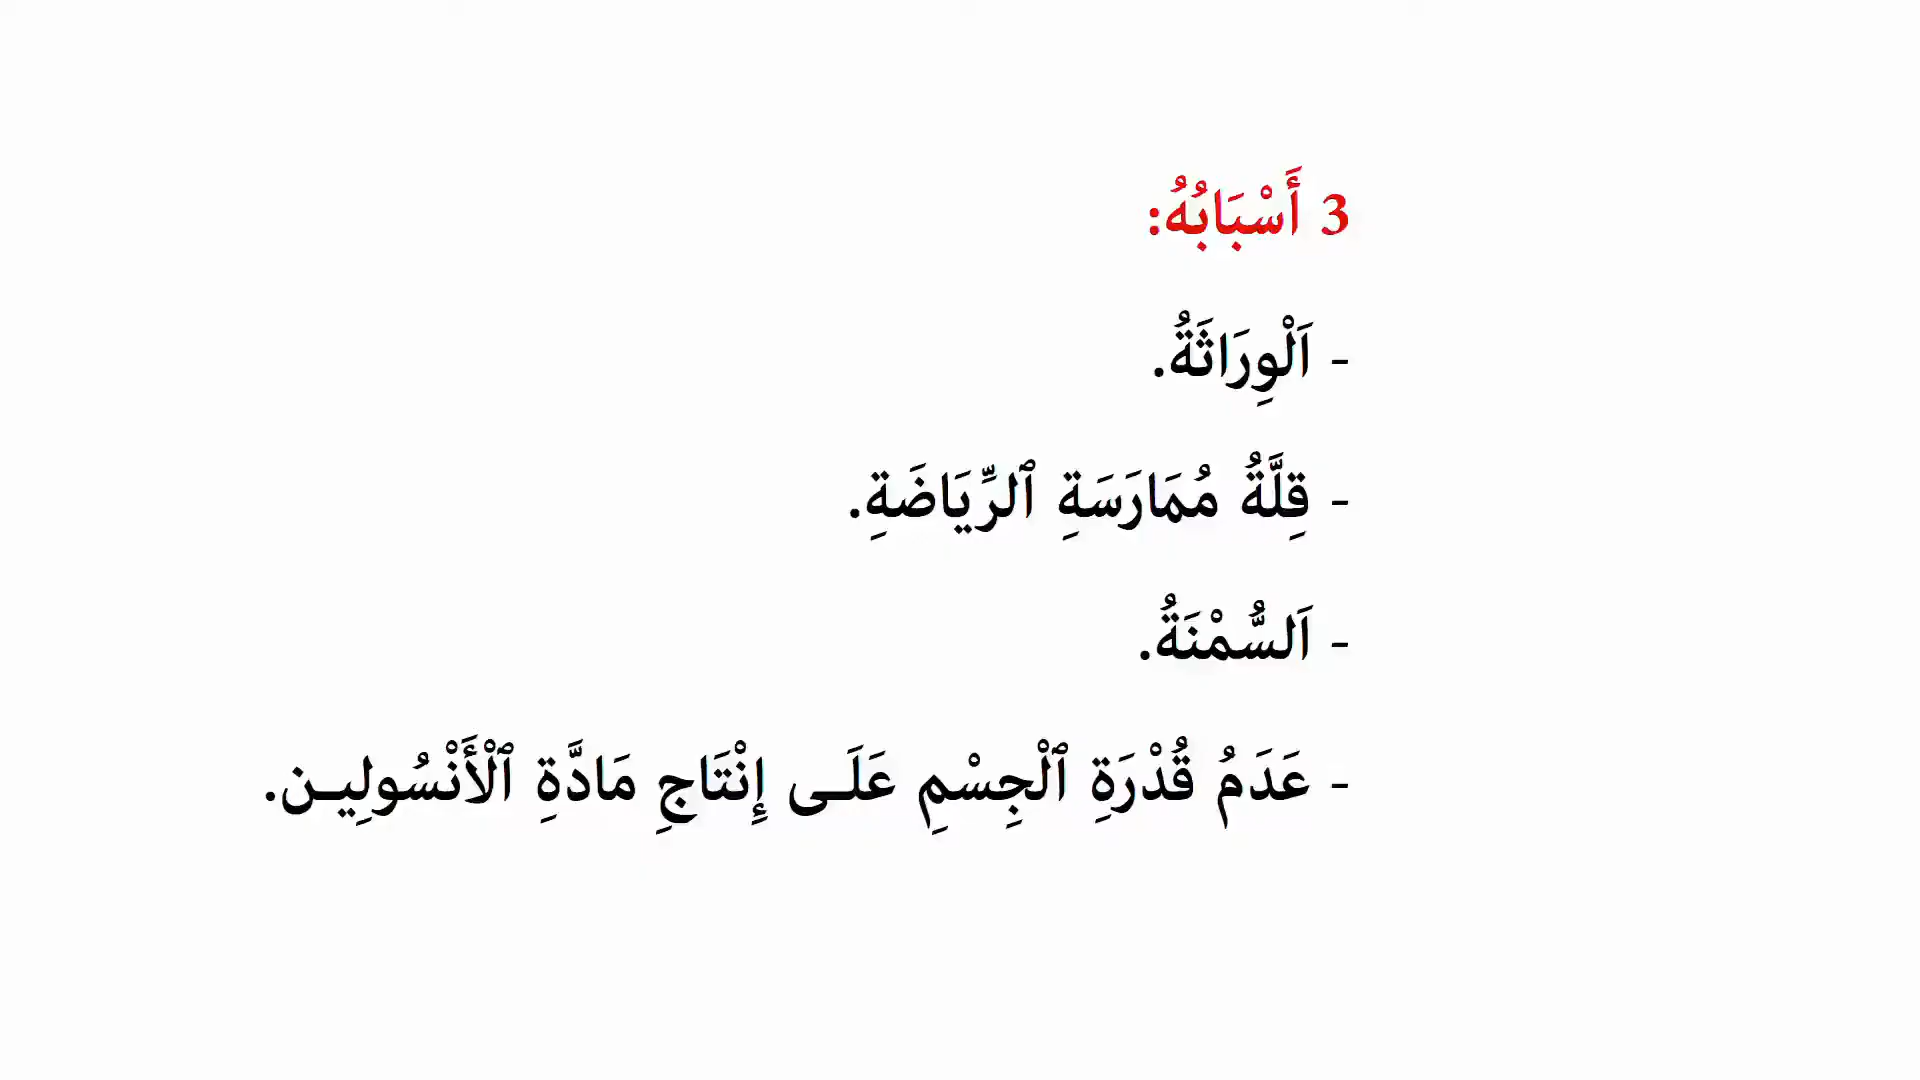 3 أَسْبَابُهُ:
- اَلْوِرَاثَةُ.
- قِلَّةُ مُمَارَسَةِ ٱلرِّيَاضَةِ.
- اَلسُّمْنَةُ.
- عَدَمُ قُدْرَةِ ٱلْجِسْمِ عَلَـى إِنْتَاجِ مَادَّةِ ٱلْأَنْسُولِيـن.